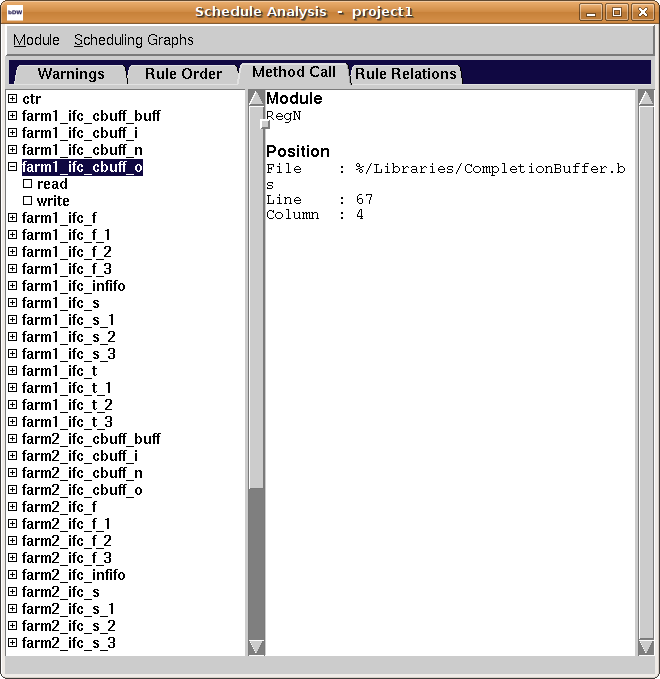 BDW Schedule Analysis - project1
Module Scheduling Graphs
Warnings Rule Order Method Call Rule Relations
ctr
farm1_ifc_cbuff_buff
farm1_ifc_cbuff_i
farm1_ifc_cbuff_n
farm1_ifc_cbuff_o
read
write
farm1_ifc_f
farm1_ifc_f_1
farm1_ifc_f_2
farm1_ifc_f_3
farm1_ifc_infifo
farm1_ifc_s
farm1_ifc_s_1
farm1_ifc_s_2
farm1_ifc_s_3
farm1_ifc_t
farm1_ifc_t_1
farm1_ifc_t_2
farm1_ifc_t_3
farm2_ifc_cbuff_buff
farm2_ifc_cbuff_i
farm2_ifc_cbuff_n
farm2_ifc_cbuff_o
farm2_ifc_f
farm2_ifc_f_1
farm2_ifc_f_2
farm2_ifc_f_3
farm2_ifc_infifo
farm2_ifc_s
farm2_ifc_s_1
farm2_ifc_s_2
farm2_ifc_s_3
Module
RegN
Position
File : %/Libraries/CompletionBuffer.b
s
Line : 67
Column : 4